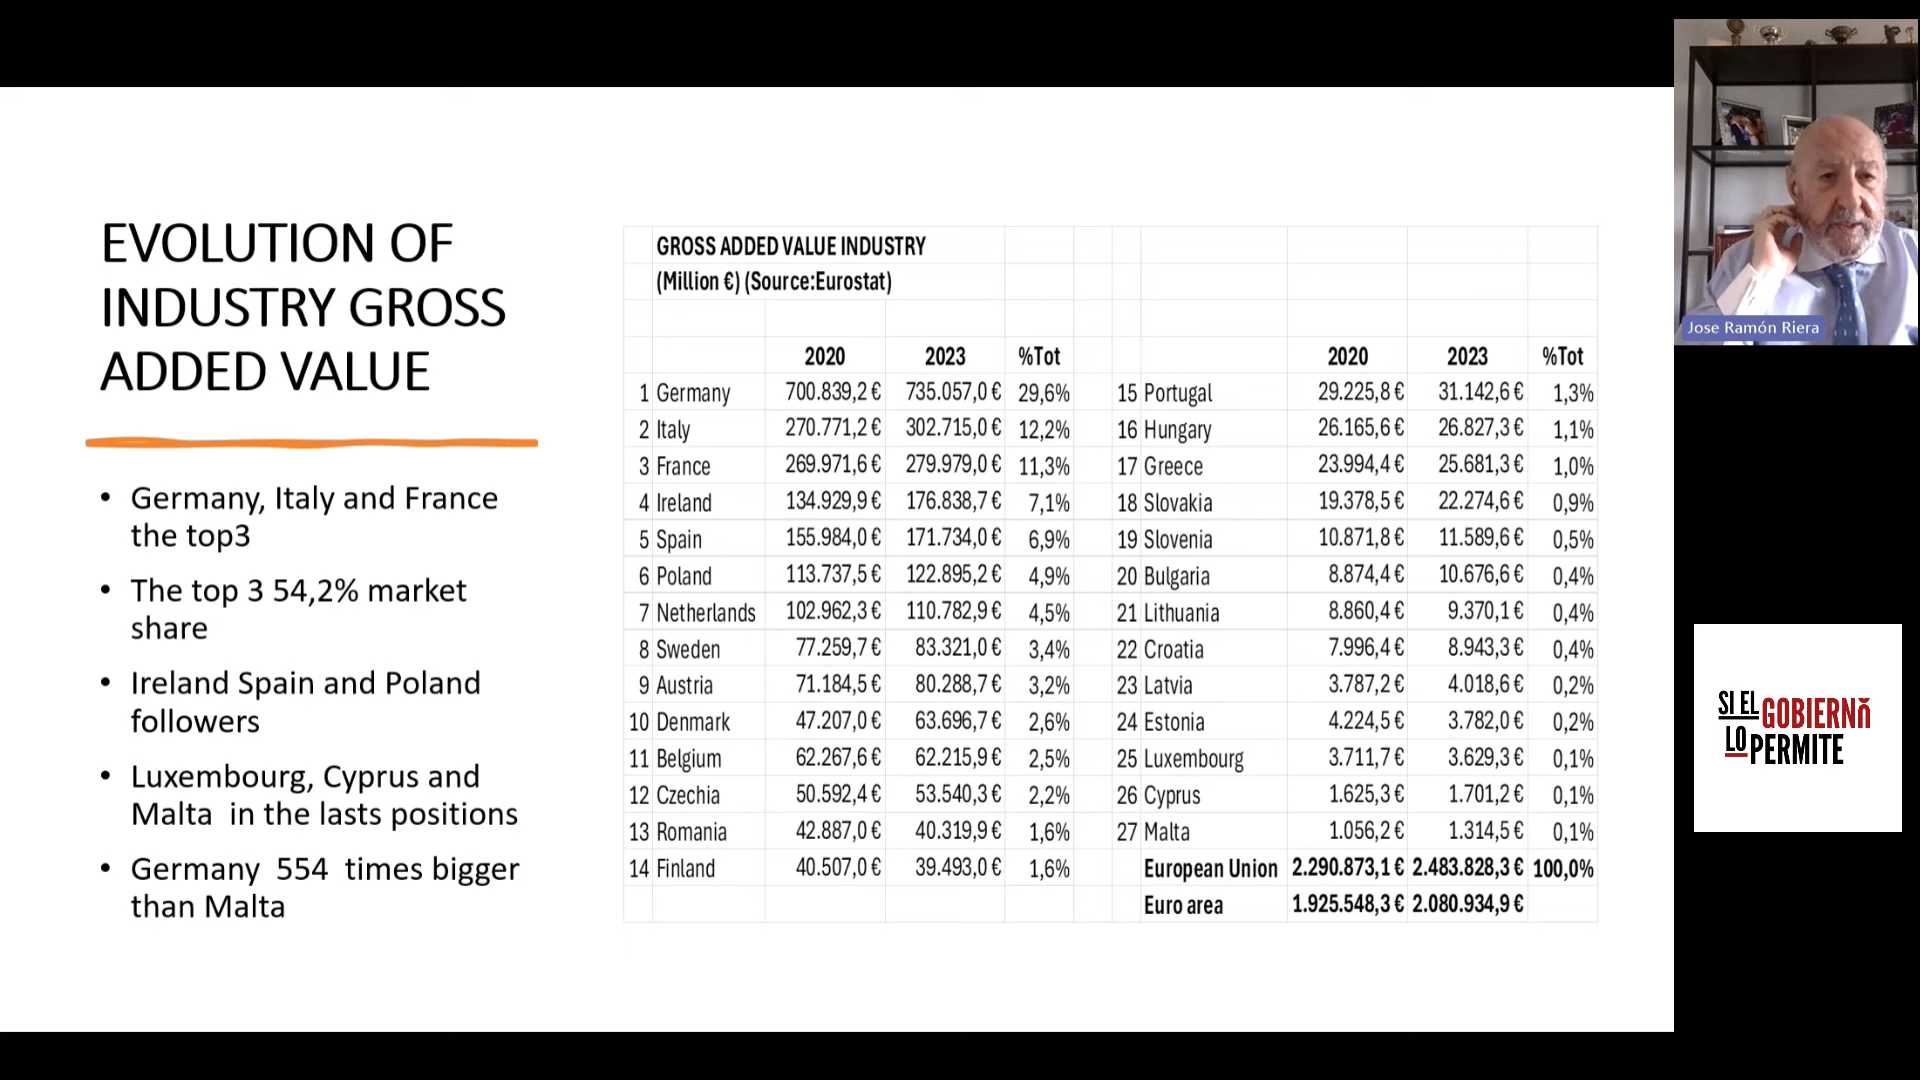 EVOLUTION OF
INDUSTRY GROSS
ADDED VALUE
• Germany, Italy and France
the top3
• The top 3 54,2% market
share
• Ireland Spain and Poland
followers
• Luxembourg, Cyprus and
Malta in the lasts positions
• Germany 554 times bigger
than Malta
GROSS ADDED VALUE INDUSTRY
(Million €) (Source:Eurostat)
2020 2023 %Tot
1 Germany 700.839,2 € 735.057,0 € 29,6%
2 Italy 270.771,2 € 302.715,0 € 12,2%
3 France 269.971,6 € 279.979,0 € 11,3%
4 Ireland 134.929,9 € 176.838,7 € 7,1%
5 Spain 155.984,0 € 171.734,0 € 6,9%
6 Poland 113.737,5 € 122.895,2 € 4,9%
7 Netherlands 102.962,3 € 110.782,9 € 4,5%
8 Sweden 77.259,7 € 83.321,0 € 3,4%
9 Austria 71.184,5 € 80.288,7 € 3,2%
10 Denmark 47.207,0 € 63.696,7 € 2,6%
11 Belgium 62.267,6 € 62.215,9 € 2,5%
12 Czechia 50.592,4 € 53.540,3 € 2,2%
13 Romania 42.887,0 € 40.319,9 € 1,6%
14 Finland 40.507,0 € 39.493,0 € 1,6%
2020 2023 %Tot
15 Portugal 29.225,8 € 31.142,6 € 1,3%
16 Hungary 26.165,6 € 26.827,3 € 1,1%
17 Greece 23.994,4 € 25.681,3 € 1,0%
18 Slovakia 19.378,5 € 22.274,6 € 0,9%
19 Slovenia 10.871,8 € 11.589,6 € 0,5%
20 Bulgaria 8.874,4 € 10.676,6 € 0,4%
21 Lithuania 8.860,4 € 9.370,1 € 0,4%
22 Croatia 7.996,4 € 8.943,3 € 0,4%
23 Latvia 3.787,2 € 4.018,6 € 0,2%
24 Estonia 4.224,5 € 3.782,0 € 0,2%
25 Luxembourg 3.711,7 € 3.629,3 € 0,1%
26 Cyprus 1.625,3 € 1.701,2 € 0,1%
27 Malta 1.056,2 € 1.314,5 € 0,1%
European Union 2.290.873,1 € 2.483.828,3 € 100,0%
Euro area 1.925.548,3 € 2.080.934,9 €
Jose Ramón Riera
SI EL GOBIERNO
LO PERMITE